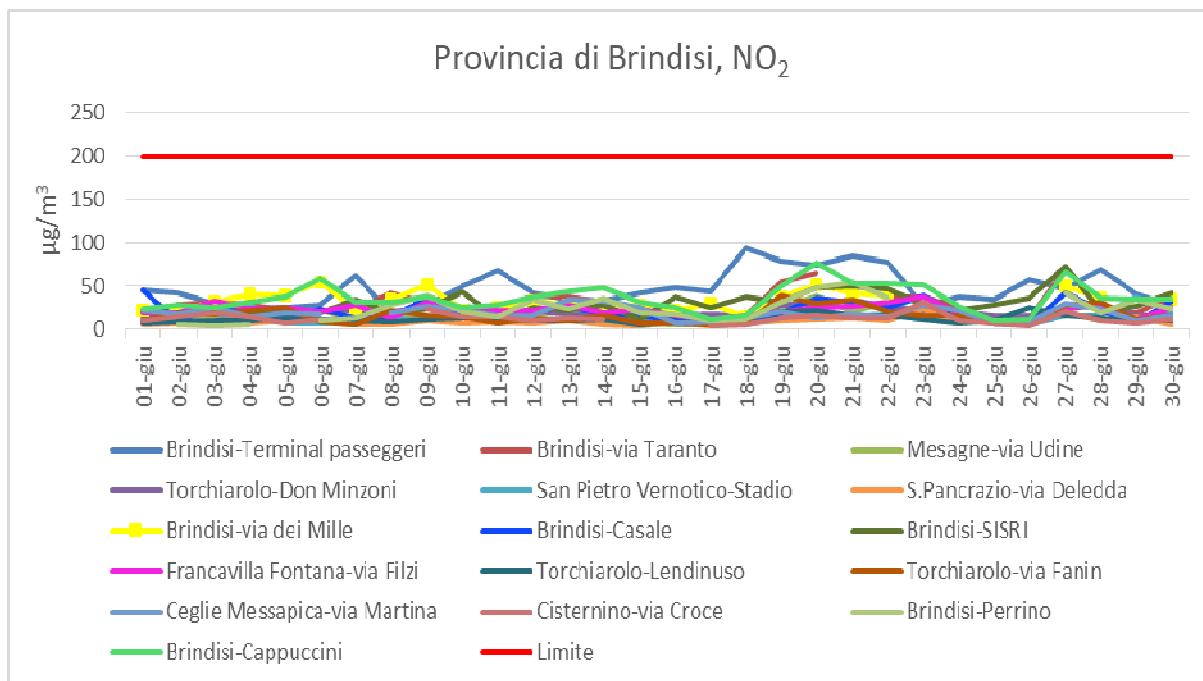 Provincia di Brindisi, NO₂
µg/m³
250
200
150
100
50
0
01-giu
02-giu
03-giu
04-giu
05-giu
06-giu
07-giu
08-giu
09-giu
10-giu
11-giu
12-giu
13-giu
14-giu
15-giu
16-giu
17-giu
18-giu
19-giu
20-giu
21-giu
22-giu
23-giu
24-giu
25-giu
26-giu
27-giu
28-giu
29-giu
30-giu
Brindisi-Terminal passeggeri
Brindisi-via Taranto
Mesagne-via Udine
Torchiarolo-Don Minzoni
San Pietro Vernotico-Stadio
S.Pancrazio-via Deledda
Brindisi-via dei Mille
Brindisi-Casale
Brindisi-SISRI
Francavilla Fontana-via Filzi
Torchiarolo-Lendinuso
Torchiarolo-via Fanin
Ceglie Messapica-via Martina
Cisternino-via Croce
Brindisi-Perrino
Brindisi-Cappuccini
Limite